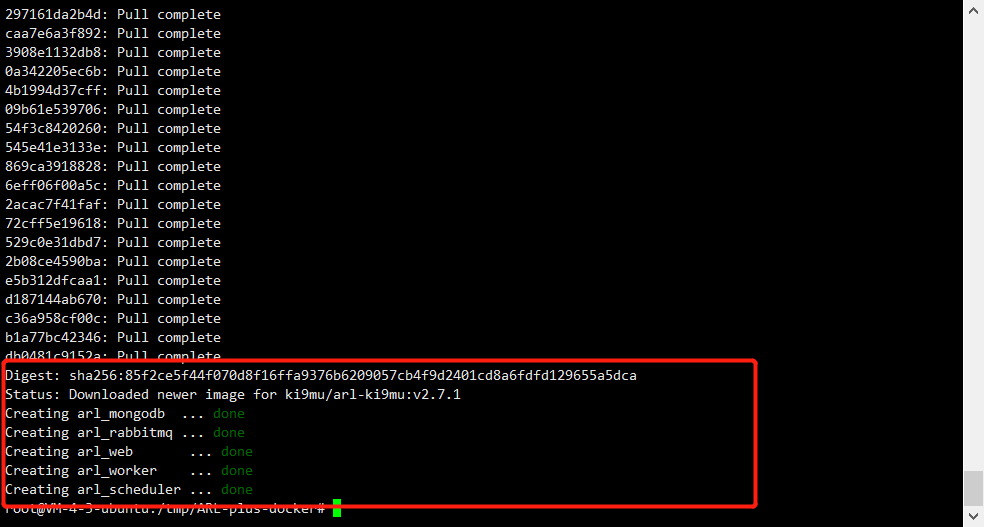 297161da2b4d: Pull complete
caa7e6a3f892: Pull complete
3908e1132db8: Pull complete
0a342205ec6b: Pull complete
4b1994d37cff: Pull complete
09b61e539706: Pull complete
54f3c8420260: Pull complete
545e41e3133e: Pull complete
869ca3918828: Pull complete
6eff06f00a5c: Pull complete
2acac7f41faf: Pull complete
72cff5e19618: Pull complete
529c0e31dbd7: Pull complete
2b08ce4590ba: Pull complete
e5b312dfcaa1: Pull complete
d187144ab670: Pull complete
c36a958cf00c: Pull complete
b1a77bc42346: Pull complete
db0481c9152a: Pull complete
Digest: sha256:85f2ce5f44f070d8f16ffa9376b6209057cb4f9d2401cd8a6fdfd129655a5dca
Status: Downloaded newer image for ki9mu/arl-ki9mu:v2.7.1
Creating arl_mongodb ... done
Creating arl_rabbitmq ... done
Creating arl_web ... done
Creating arl_worker ... done
Creating arl_scheduler ... done
root@VM-4-3-ubuntu:/tmp/ARL-plus-docker#